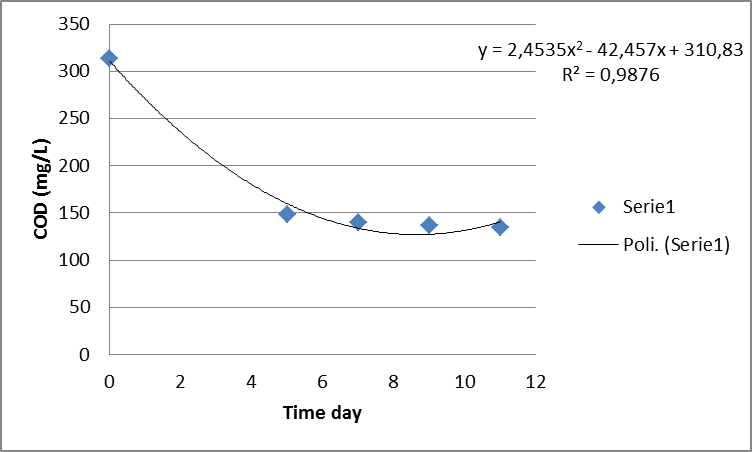 350
300
250
200
150
100
50
0
COD (mg/L)
0 2 4 6 8 10 12
Time day
y = 2,4535x² - 42,457x + 310,83
R² = 0,9876
Serie1
Poli. (Serie1)